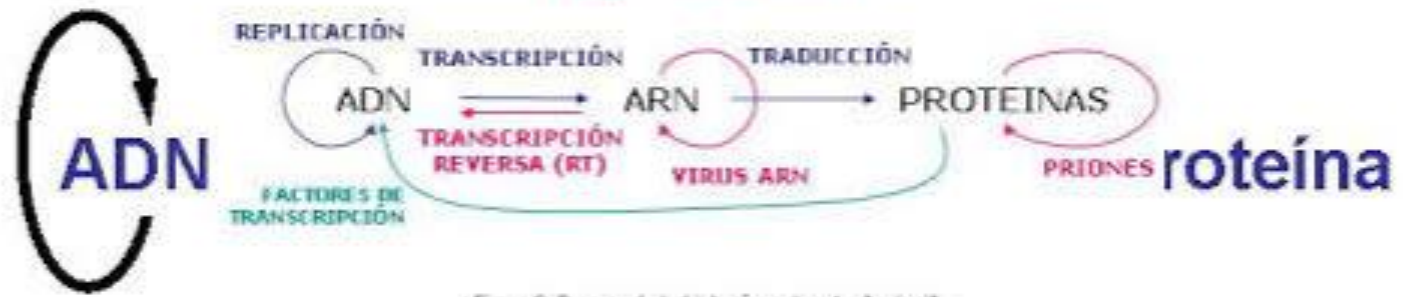 REPLICACIÓN
TRANSCRIPCIÓN
TRADUCCIÓN
ADN
ARN
PROTEINAS
TRANSCRIPCIÓN
REVERSA (RT)
VIRUS ARN
PRIONES
FACTORES DE
TRANSCRIPCIÓN
ADN
roteína